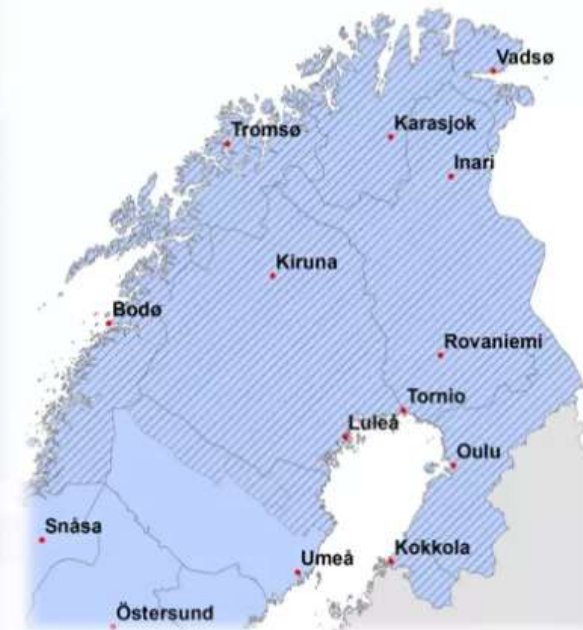 Vadsø
Tromsø
Karasjok
Inari
Kiruna
Bodø
Rovaniemi
Tornio
Luleå
Oulu
Snåsa
Umeå
Kokkola
Östersund